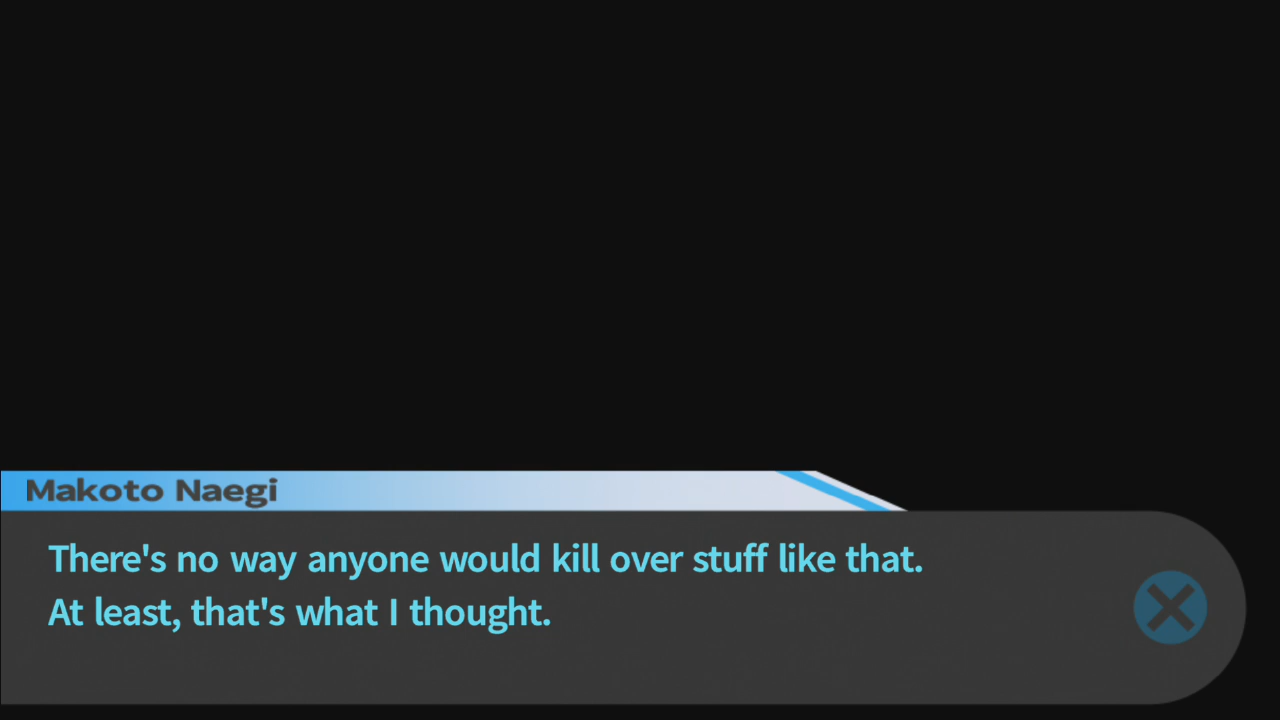 Makoto Naegi
There's no way anyone would kill over stuff like that.
At least, that's what I thought.